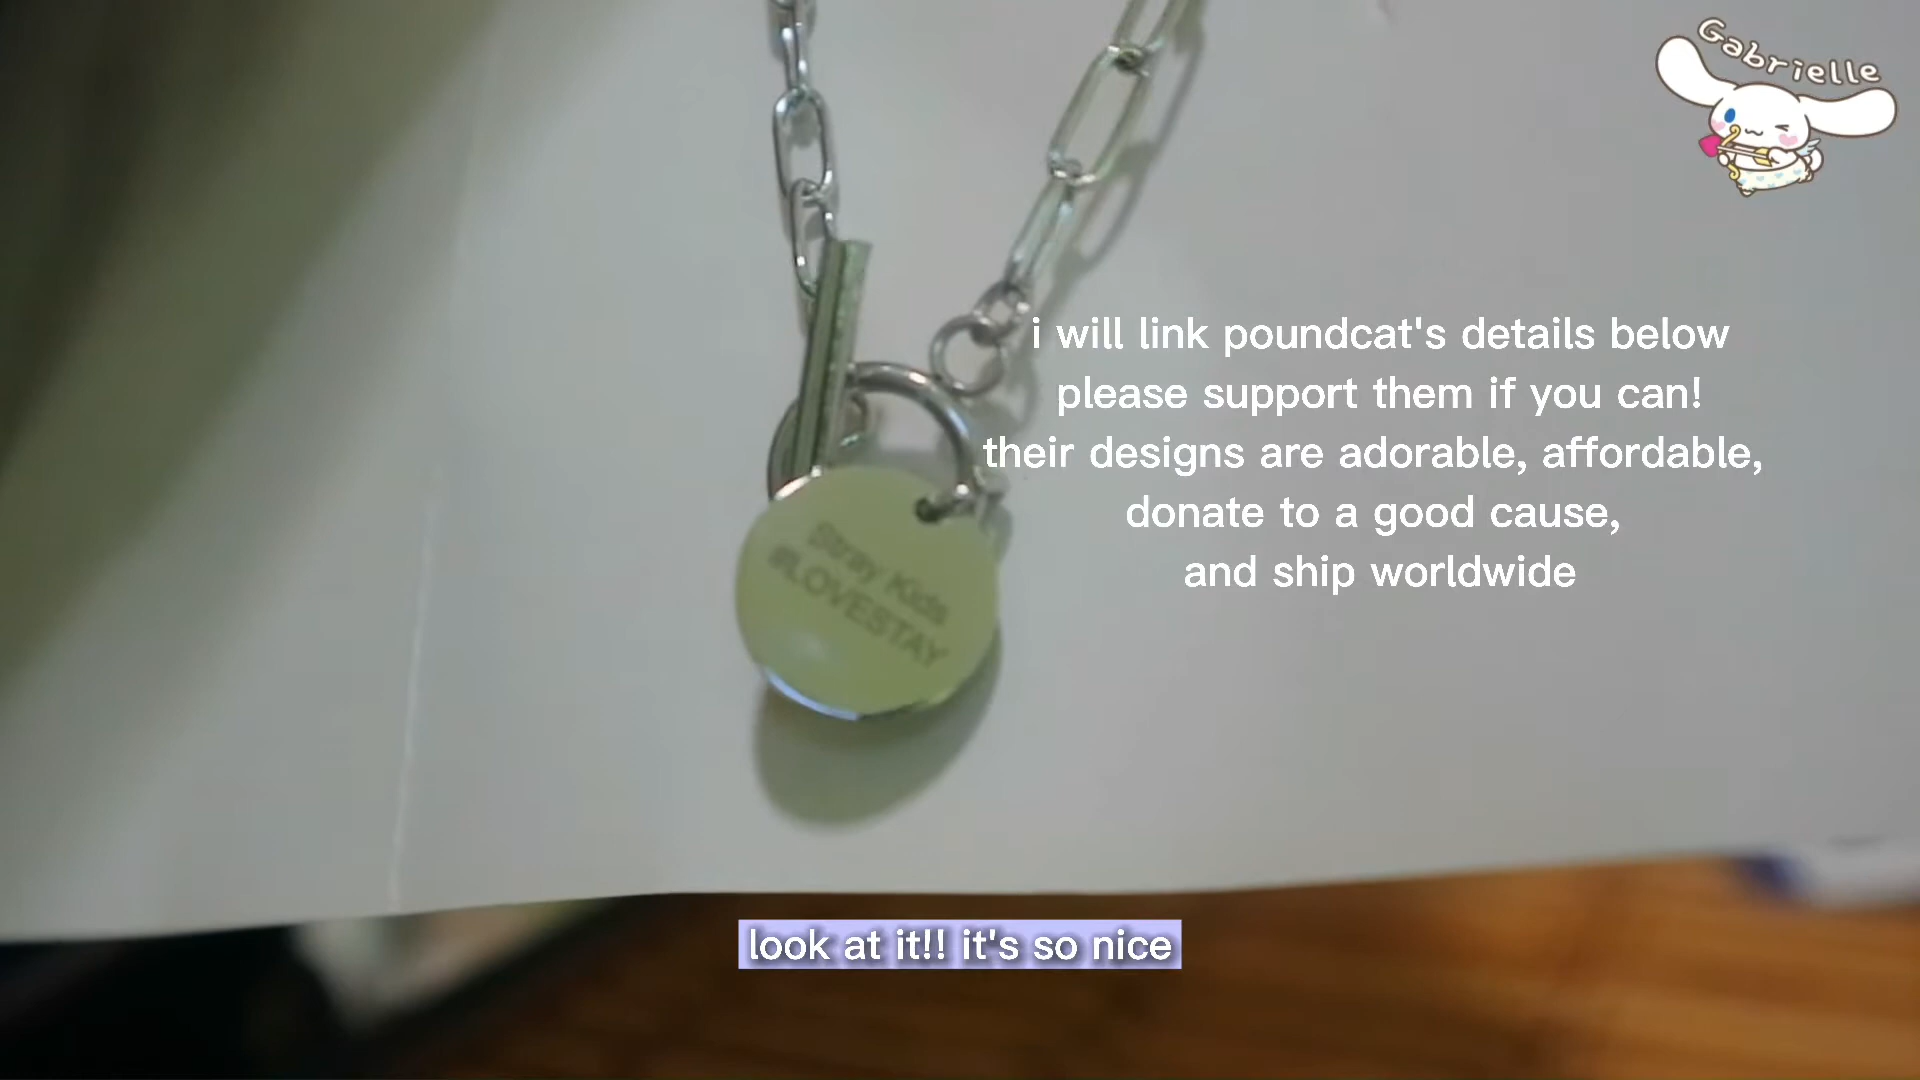 Gabrielle
i will link poundcat's details below
please support them if you can!
their designs are adorable, affordable,
donate to a good cause,
and ship worldwide
Stray Kids
#LOVESTAY
look at it!! it's so nice